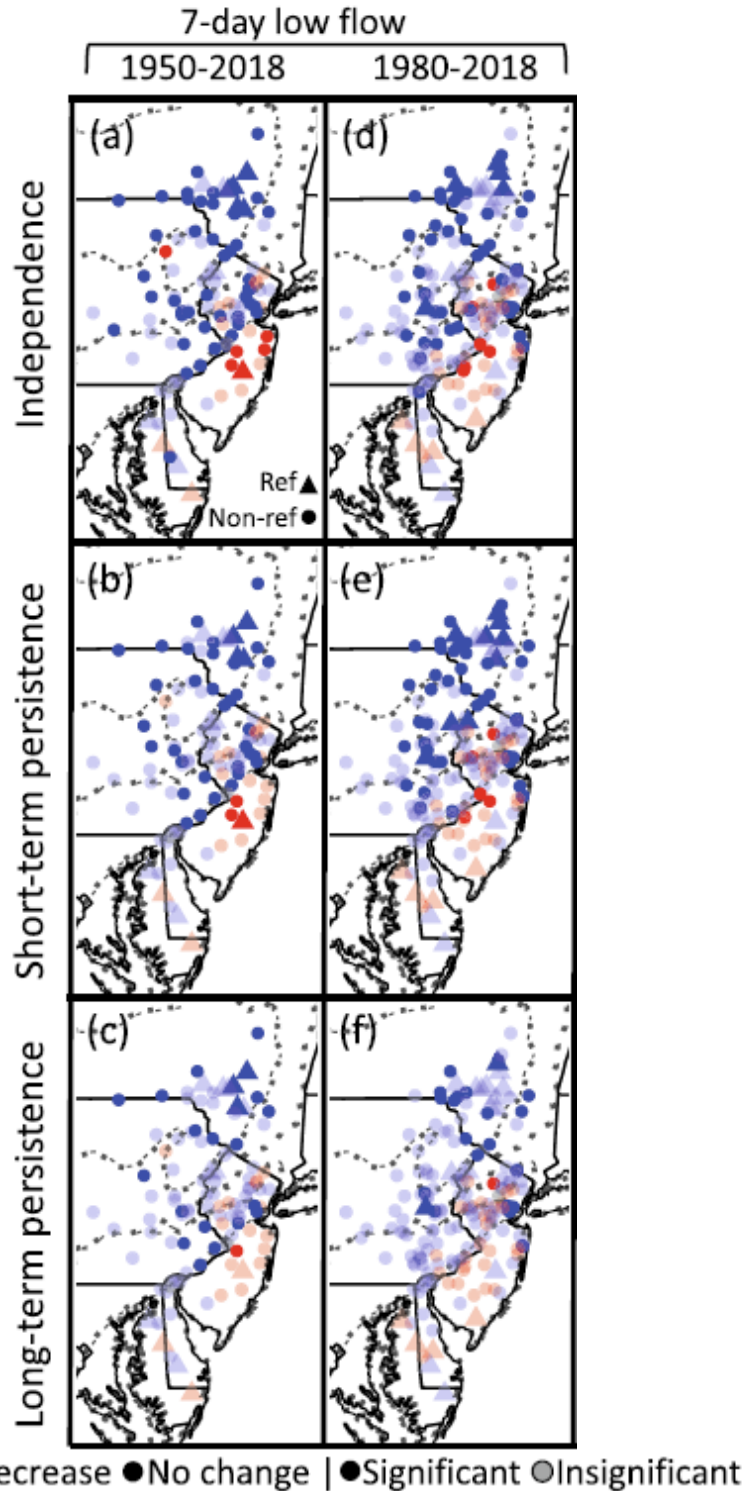 7-day low flow
1950-2018 1980-2018
Independence
(a) (d)
Ref
Non-ref
Short-term persistence
(b) (e)
Long-term persistence
(c) (f)
ecrease No change | Significant Insignificant